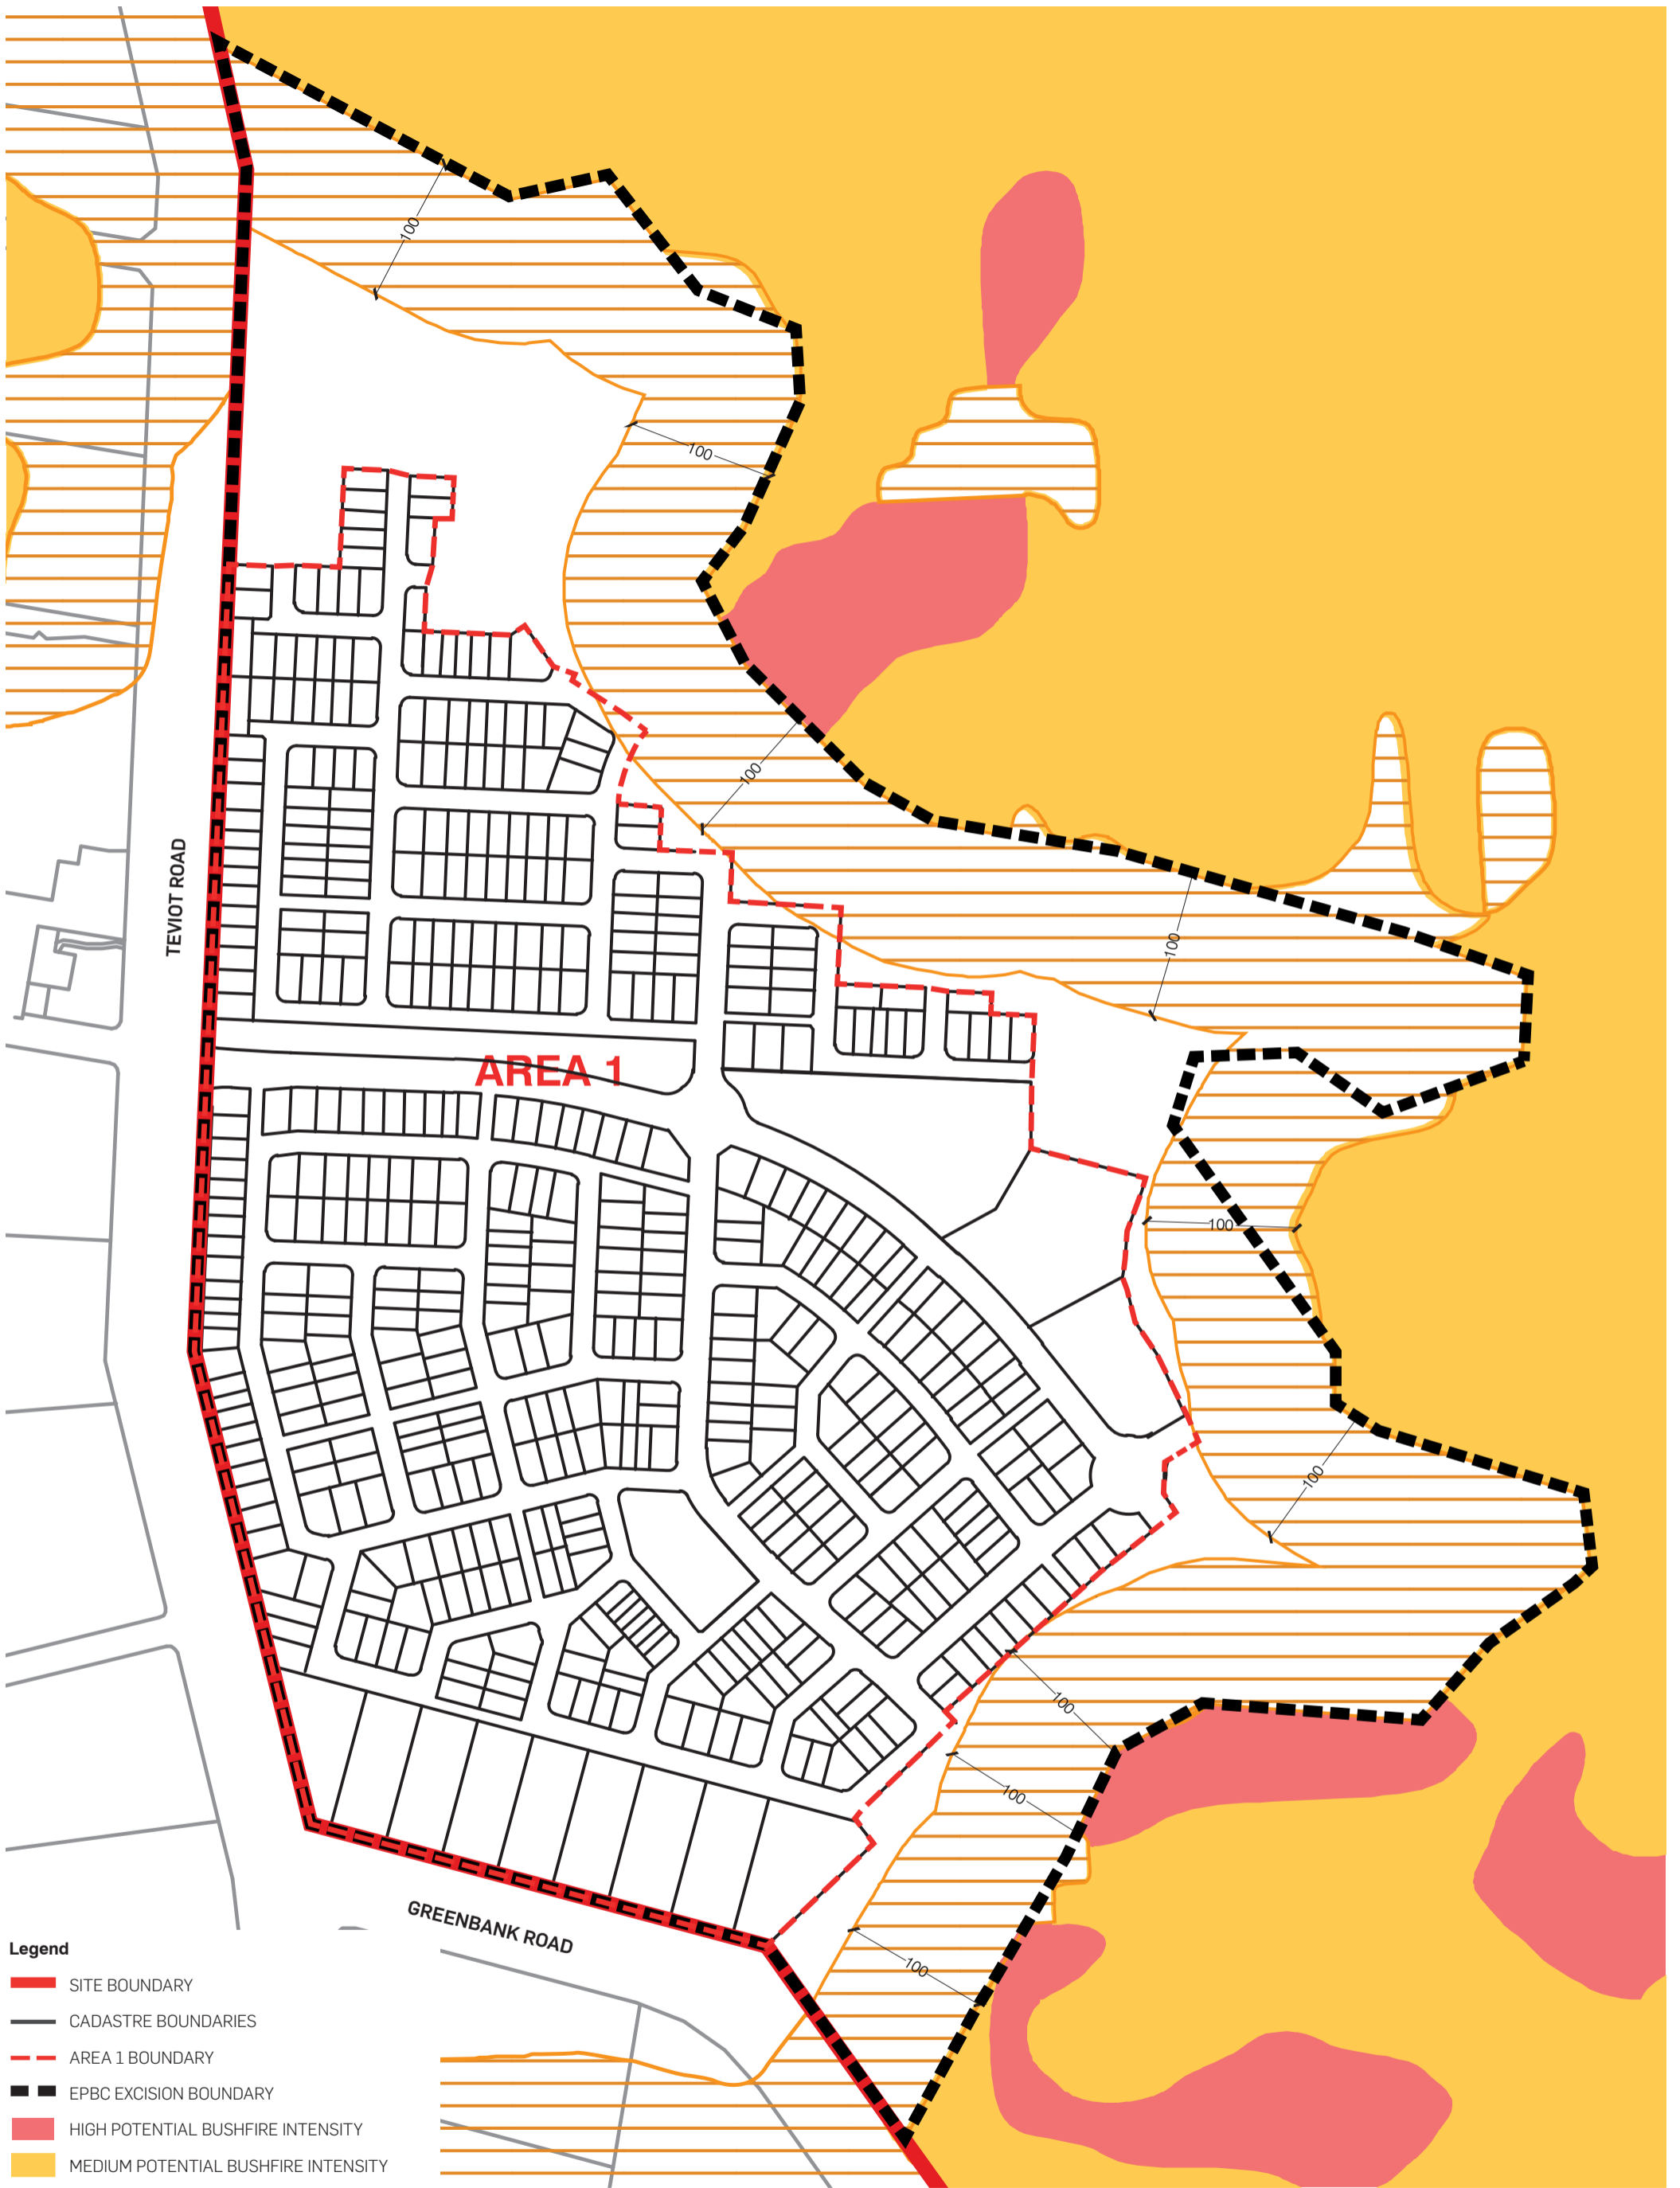 100
100
100
TEVIOT ROAD
100
AREA 1
100
100
100
100
100
GREENBANK ROAD
100
Legend
SITE BOUNDARY
CADASTRE BOUNDARIES
AREA 1 BOUNDARY
EPBC EXCISION BOUNDARY
HIGH POTENTIAL BUSHFIRE INTENSITY
MEDIUM POTENTIAL BUSHFIRE INTENSITY